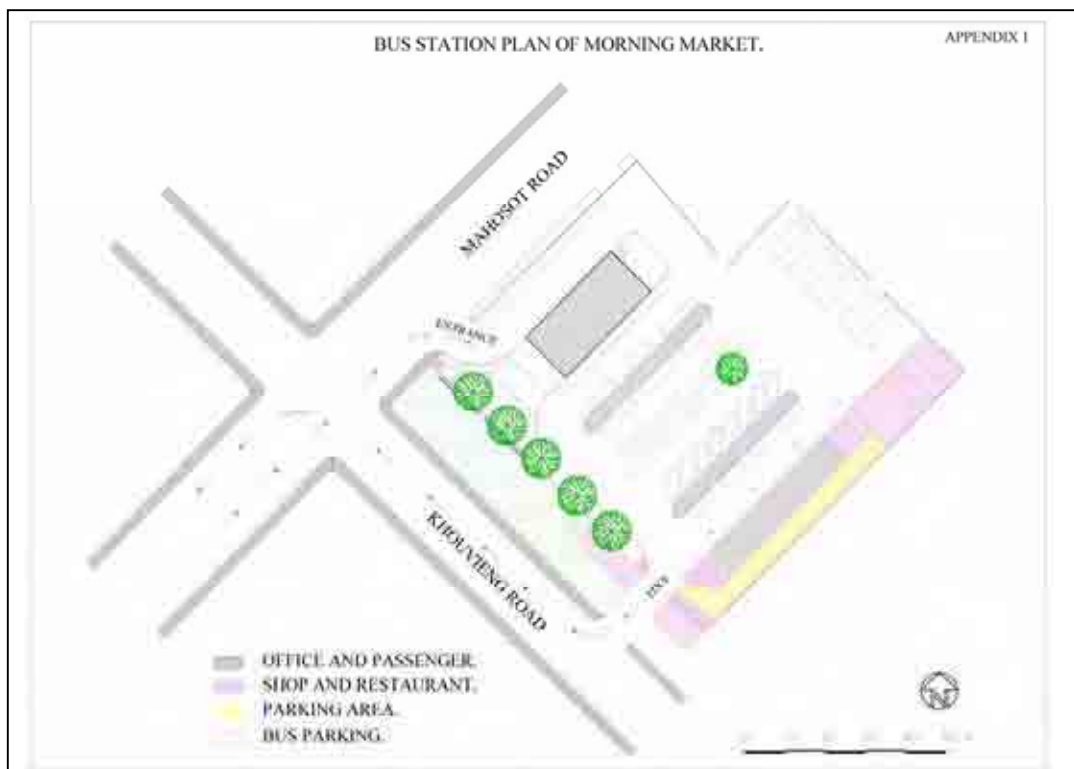 BUS STATION PLAN OF MORNING MARKET.
APPENDIX 1
MAHOSOT ROAD
ENTRANCE
KHOUVIENG ROAD
EXIT
OFFICE AND PASSENGER.
SHOP AND RESTAURANT.
PARKING AREA.
BUS PARKING.
N